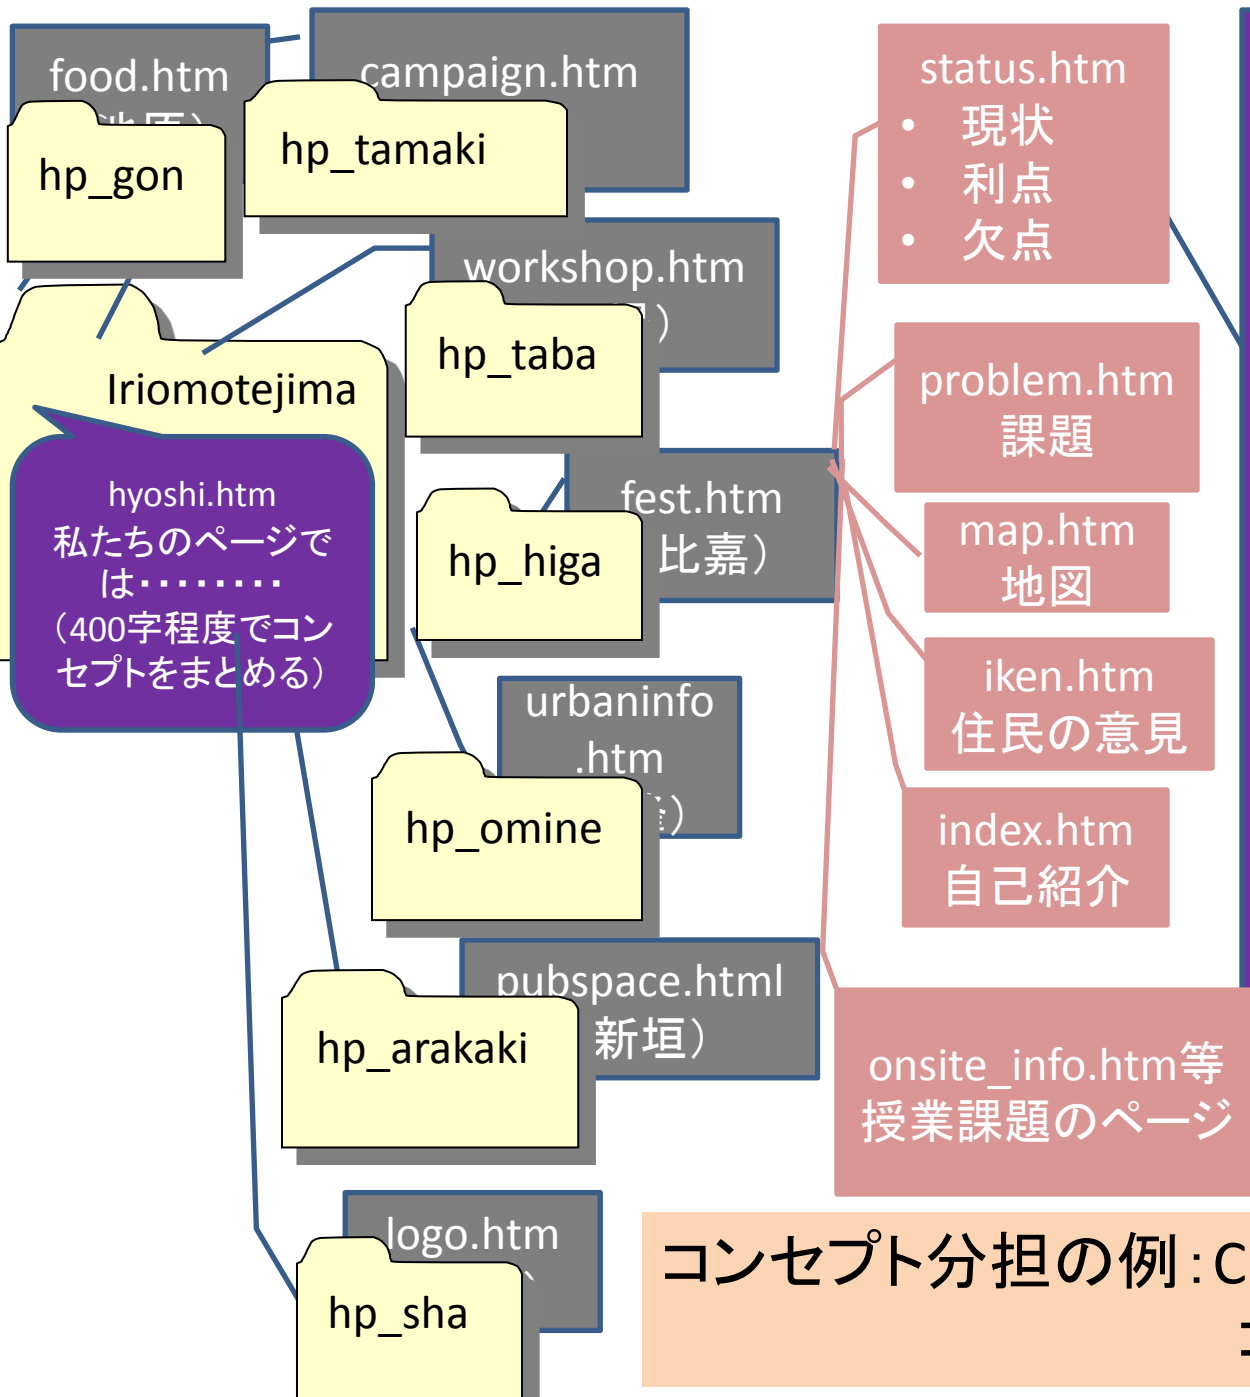 food.htm
campaign.htm
hp_gon
hp_tamaki
workshop.htm
hp_taba
Iriomotejima
hyoshi.htm
私たちのページで
は・・・・・・・・
（400字程度でコン
セプトをまとめる）
fest.htm
比嘉）
hp_higa
urbaninfo
.htm
hp_omine
pubspace.html
新垣）
hp_arakaki
logo.htm
hp_sha
status.htm
• 現状
• 利点
• 欠点
problem.htm
課題
map.htm
地図
iken.htm
住民の意見
index.htm
自己紹介
onsite_info.htm等
授業課題のページ
コンセプト分担の例：C